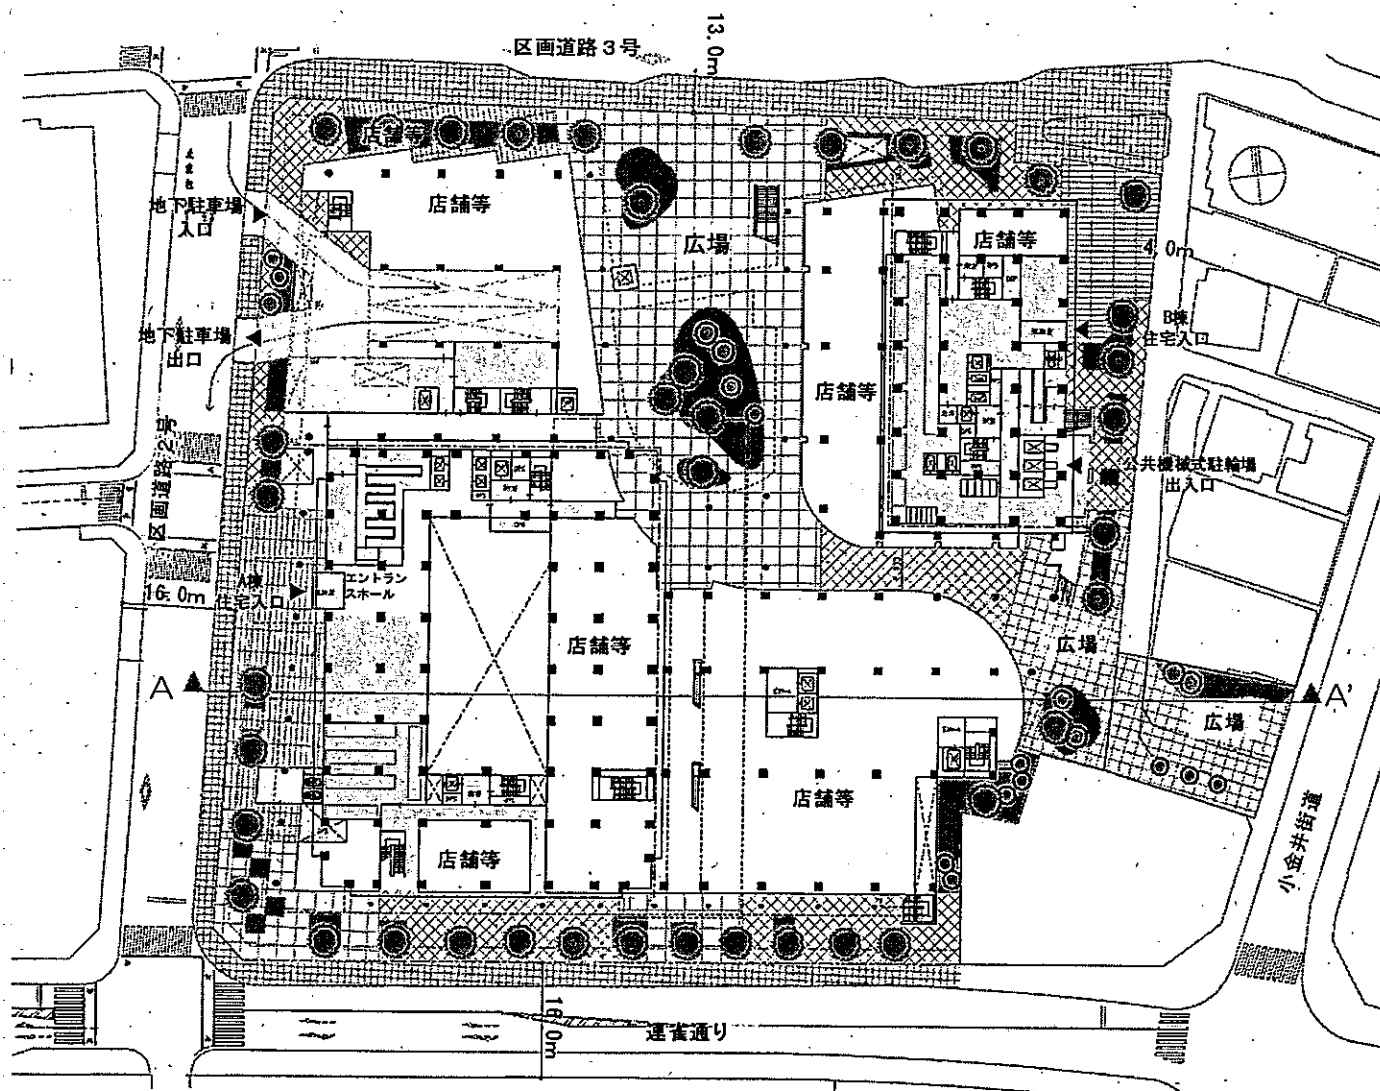 区画道路3号
13.0m
店舗等
地下駐車場
入口
店舗等
広場
店舗等
4.0m
地下駐車場
出口
B棟
住宅入口
店舗等
区画道路2号
公共機械式駐輪場
出入口
A棟
住宅入口
エントラン
スホール
16.0m
店舗等
広場
A
A'
広場
店舗等
店舗等
小金井街道
連雀通り